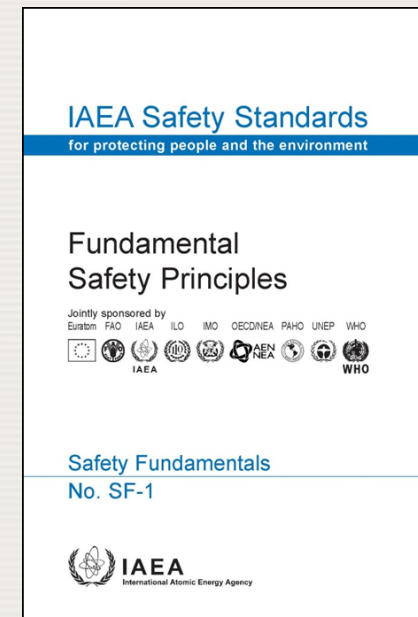 IAEA Safety Standards
for protecting people and the environment
Fundamental
Safety Principles
Jointly sponsored by
Euratom FAO IAEA ILO IMO OECD/NEA PAHO UNEP WHO
ILO AEN
NEA
IAEA WHO
Safety Fundamentals
No. SF-1
IAEA
International Atomic Energy Agency